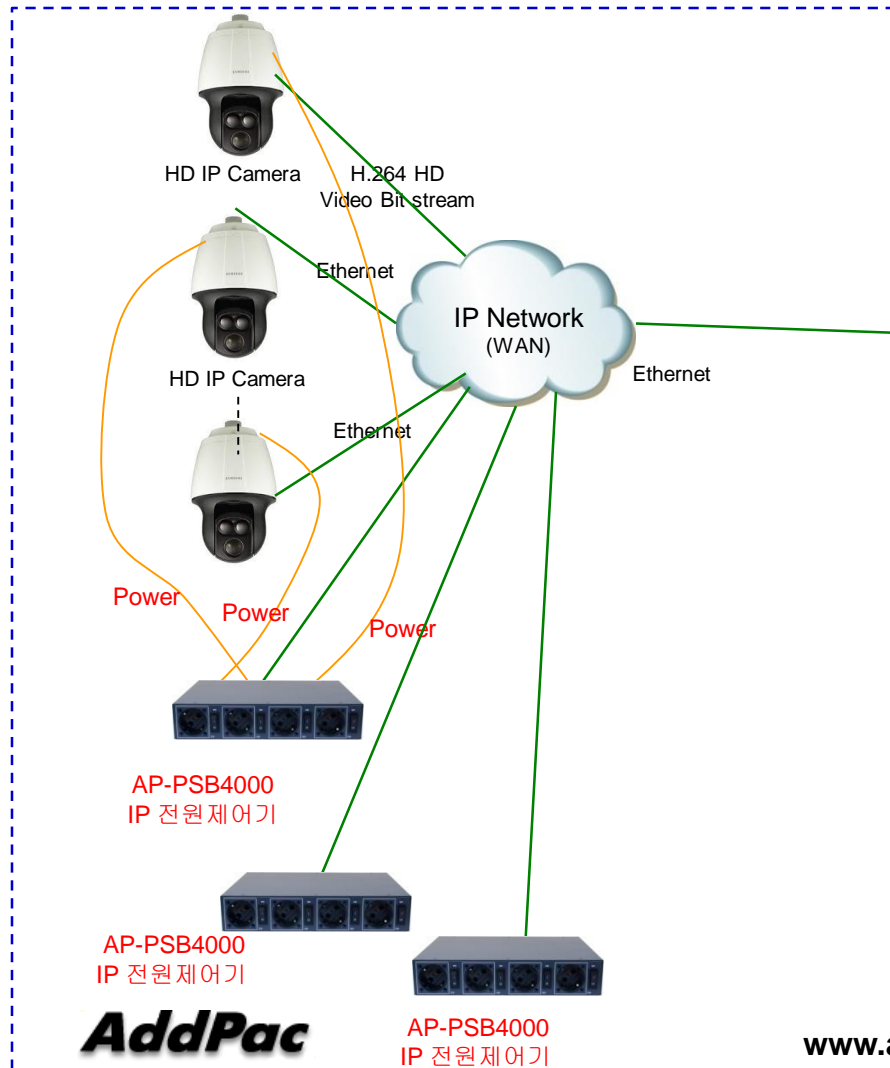 HD IP Camera
H.264 HD
Video Bit stream
Ethernet
IP Network
(WAN)
HD IP Camera
Ethernet
Ethernet
Power
Power
Power
AP-PSB4000
IP 전원제어기
AP-PSB4000
IP 전원제어기
AP-PSB4000
IP 전원제어기
AddPac
www.a